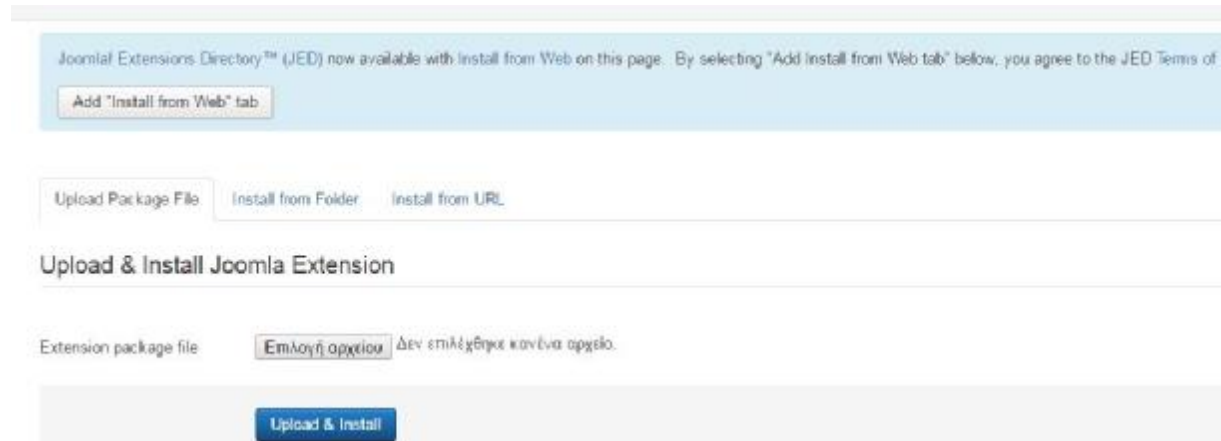 Joomla! Extensions Directory™ (JED) now available with Install from Web on this page. By selecting "Add Install from Web tab" below, you agree to the JED Terms of
Add "Install from Web" tab
Upload Package File Install from Folder Install from URL
Upload & Install Joomla Extension
Extension package file Επιλογή αρχείου Δεν επιλέχθηκε κανένα αρχείο.
Upload & Install